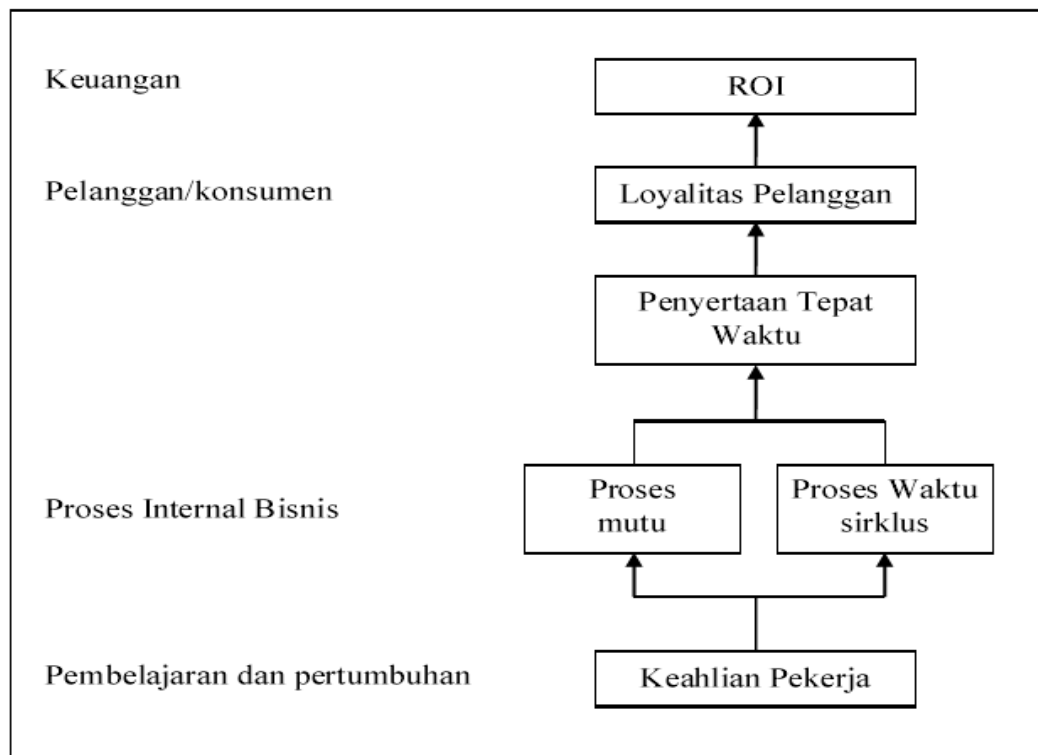 Keuangan
ROI
Pelanggan/konsumen
Loyalitas Pelanggan
Penyertaan Tepat
Waktu
Proses Internal Bisnis
Proses
mutu
Proses Waktu
sirklus
Pembelajaran dan pertumbuhan
Keahlian Pekerja